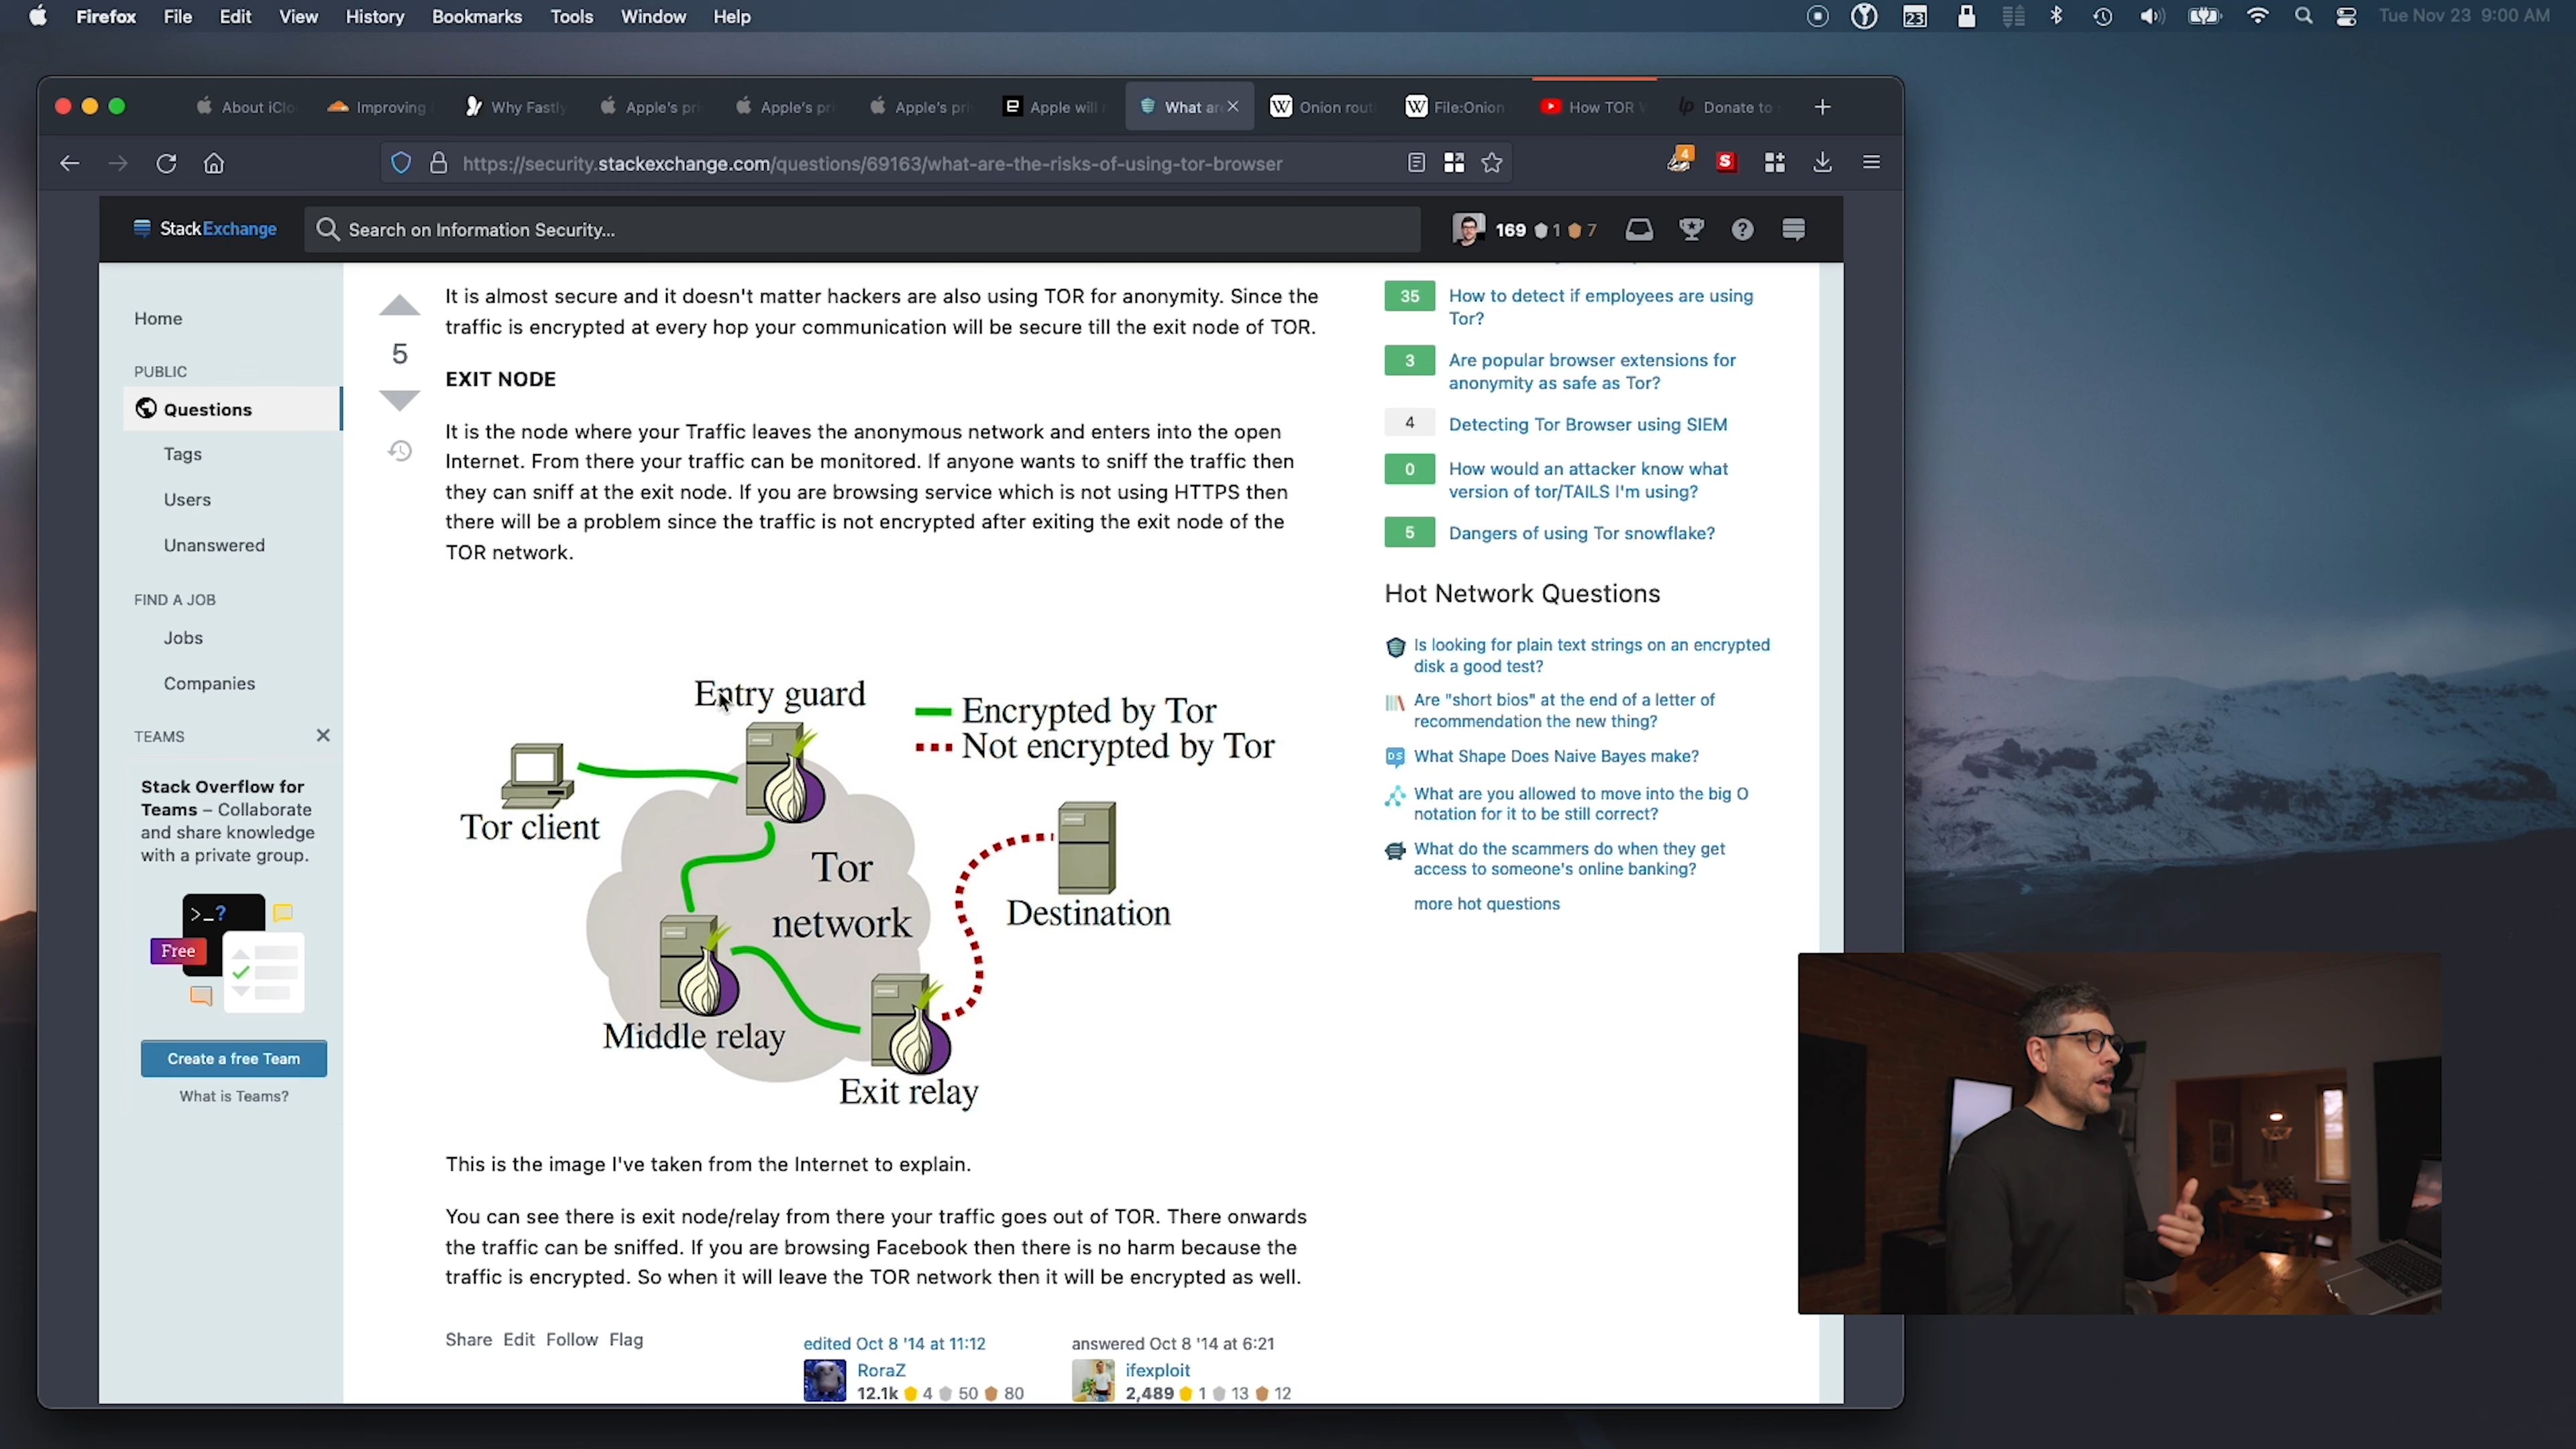 Firefox File Edit View History Bookmarks Tools Window Help
23
Tue Nov 23 9:00 AM
About iClo
Improving
Why Fastly
Apple's pri
Apple's pri
Apple's pri
Apple will
What ar
Onion rout
File:Onion
How TOR
Donate to
https://security.stackexchange.com/questions/69163/what-are-the-risks-of-using-tor-browser
4
S
StackExchange
Search on Information Security...
169 1 7
Home
PUBLIC
Questions
Tags
Users
Unanswered
FIND A JOB
Jobs
Companies
TEAMS
Stack Overflow for
Teams – Collaborate
and share knowledge
with a private group.
>_?
Free
Create a free Team
What is Teams?
5
It is almost secure and it doesn't matter hackers are also using TOR for anonymity. Since the
traffic is encrypted at every hop your communication will be secure till the exit node of TOR.
EXIT NODE
It is the node where your Traffic leaves the anonymous network and enters into the open
Internet. From there your traffic can be monitored. If anyone wants to sniff the traffic then
they can sniff at the exit node. If you are browsing service which is not using HTTPS then
there will be a problem since the traffic is not encrypted after exiting the exit node of the
TOR network.
Entry guard
Encrypted by Tor
Not encrypted by Tor
Tor client
Tor
network
Destination
Middle relay
Exit relay
This is the image I've taken from the Internet to explain.
You can see there is exit node/relay from there your traffic goes out of TOR. There onwards
the traffic can be sniffed. If you are browsing Facebook then there is no harm because the
traffic is encrypted. So when it will leave the TOR network then it will be encrypted as well.
Share Edit Follow Flag
edited Oct 8 '14 at 11:12
RoraZ
12.1k 4 50 80
answered Oct 8 '14 at 6:21
ifexploit
2,489 1 13 12
35 How to detect if employees are using
Tor?
3 Are popular browser extensions for
anonymity as safe as Tor?
4 Detecting Tor Browser using SIEM
0 How would an attacker know what
version of tor/TAILS I'm using?
5 Dangers of using Tor snowflake?
Hot Network Questions
Is looking for plain text strings on an encrypted
disk a good test?
Are "short bios" at the end of a letter of
recommendation the new thing?
DS What Shape Does Naive Bayes make?
What are you allowed to move into the big O
notation for it to be still correct?
What do the scammers do when they get
access to someone's online banking?
more hot questions